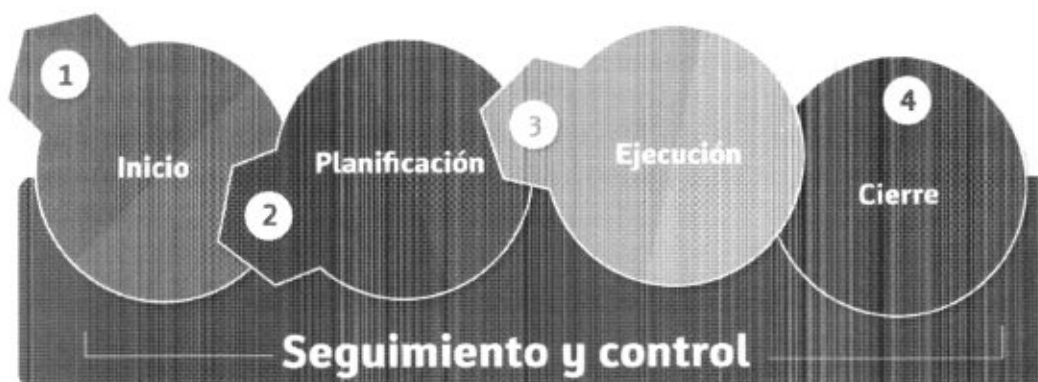 1
Inicio
2
Planificación
3
Ejecución
4
Cierre
Seguimiento y control